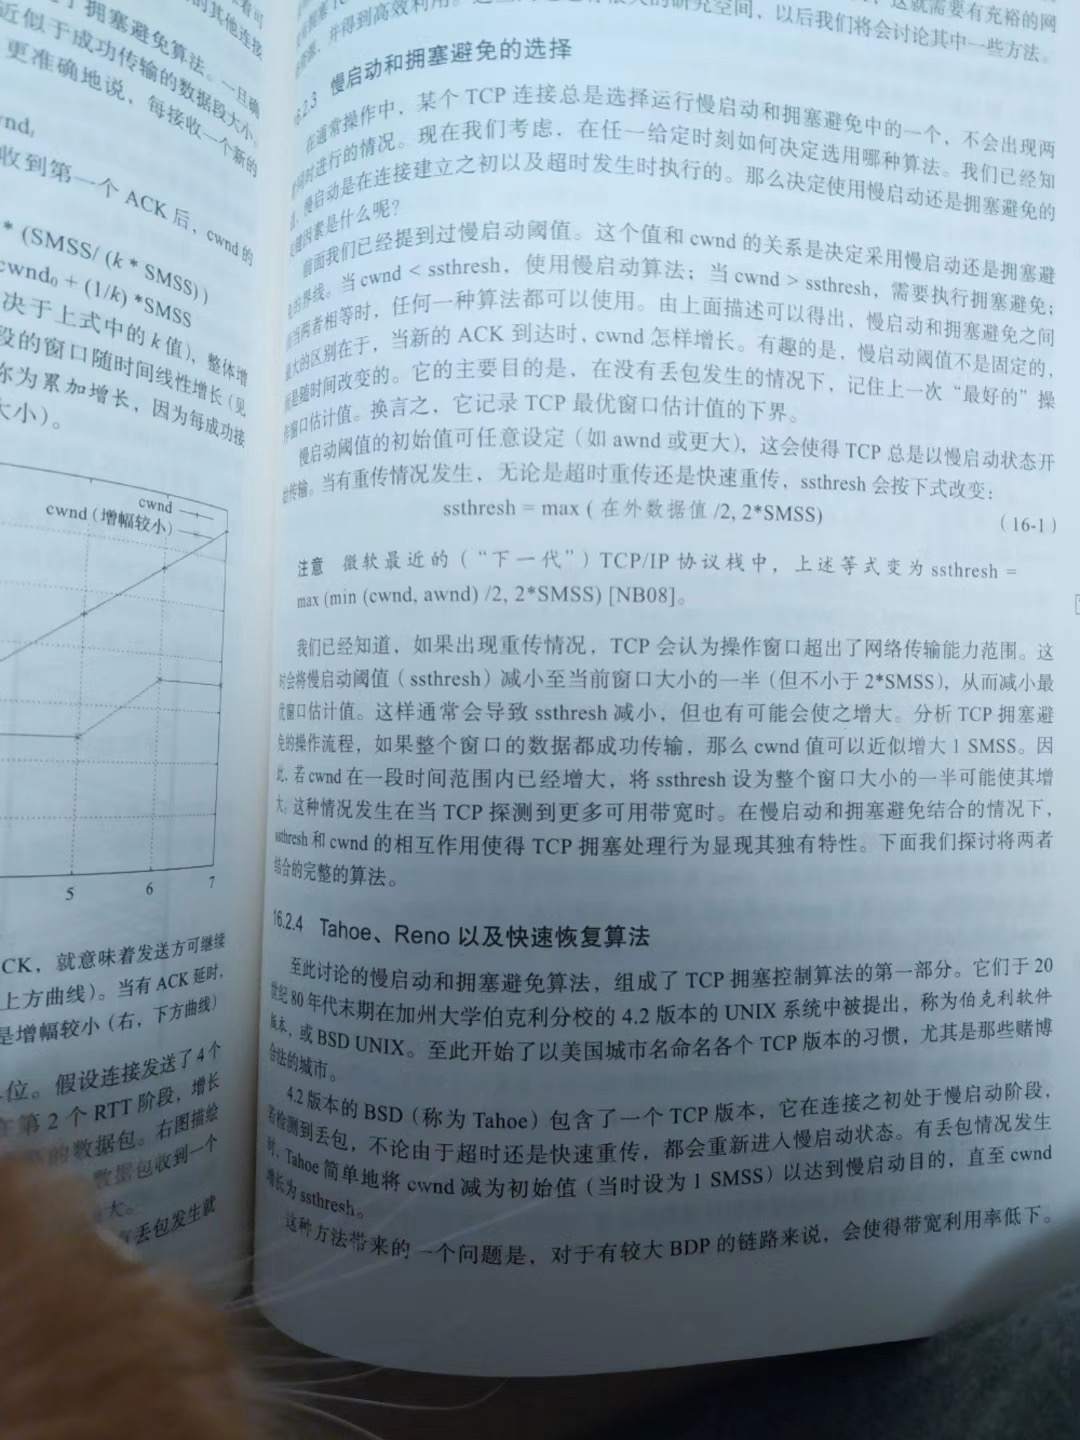 看可
的其他连接
拥塞避免算法。一旦确
近似于成功传输的数据段大小。
更准确地说，每接收一个新的
收到第一个 ACK 后，cwnd 的
* (SMSS/ (k * SMSS))
cwnd₀ + (1/k) *SMSS
决于上式中的 k 值)，整体增
段的窗口随时间线性增长（见
称为累加增长，因为每成功接
大小）。
cwnd
cwnd（增幅较小）
5 6 7
CK，就意味着发送方可继续
上方曲线）。当有 ACK 延时，
是增幅较小（右，下方曲线）
位。假设连接发送了 4 个
在第 2 个 RTT 阶段，增长
的数据包。右图描绘
数据包收到一个
大。
丢包发生就
这就需要有充裕的网
并得到高效利用。
的研究空间，以后我们将会讨论其中一些方法。
16.2.3 慢启动和拥塞避免的选择
在通常操作中，某个 TCP 连接总是选择运行慢启动和拥塞避免中的一个，不会出现两
同时进行的情况。现在我们考虑，在任一给定时刻如何决定选用哪种算法。我们已经知
慢启动是在连接建立之初以及超时发生时执行的。那么决定使用慢启动还是拥塞避免的
关键因素是什么呢？
前面我们已经提到过慢启动阈值。这个值和 cwnd 的关系是决定采用慢启动还是拥塞避
免的界线。当 cwnd < ssthresh，使用慢启动算法；当 cwnd > ssthresh，需要执行拥塞避免；
而当两者相等时，任何一种算法都可以使用。由上面描述可以得出，慢启动和拥塞避免之间
最大的区别在于，当新的 ACK 到达时，cwnd 怎样增长。有趣的是，慢启动阈值不是固定的，
而是随时间改变的。它的主要目的是，在没有丢包发生的情况下，记住上一次“最好的”操
作窗口估计值。换言之，它记录 TCP 最优窗口估计值的下界。
慢启动阈值的初始值可任意设定（如 awnd 或更大），这会使得 TCP 总是以慢启动状态开
始传输。当有重传情况发生，无论是超时重传还是快速重传，ssthresh 会按下式改变：
ssthresh = max ( 在外数据值 /2, 2*SMSS) (16-1)
注意 微软最近的（“下一代”）TCP/IP 协议栈中，上述等式变为 ssthresh =
max (min (cwnd, awnd) /2, 2*SMSS) [NB08]。
我们已经知道，如果出现重传情况，TCP 会认为操作窗口超出了网络传输能力范围。这
时会将慢启动阈值（ssthresh）减小至当前窗口大小的一半（但不小于 2*SMSS），从而减小最
优窗口估计值。这样通常会导致 ssthresh 减小，但也有可能会使之增大。分析 TCP 拥塞避
免的操作流程，如果整个窗口的数据都成功传输，那么 cwnd 值可以近似增大 1 SMSS。因
此，若 cwnd 在一段时间范围内已经增大，将 ssthresh 设为整个窗口大小的一半可能使其增
大。这种情况发生在当 TCP 探测到更多可用带宽时。在慢启动和拥塞避免结合的情况下，
ssthresh 和 cwnd 的相互作用使得 TCP 拥塞处理行为显现其独有特性。下面我们探讨将两者
结合的完整的算法。
16.2.4 Tahoe、Reno 以及快速恢复算法
至此讨论的慢启动和拥塞避免算法，组成了 TCP 拥塞控制算法的第一部分。它们于 20
世纪 80 年代末期在加州大学伯克利分校的 4.2 版本的 UNIX 系统中被提出，称为伯克利软件
版本，或 BSD UNIX。至此开始了以美国城市名命名各个 TCP 版本的习惯，尤其是那些赌博
合法的城市。
4.2 版本的 BSD（称为 Tahoe）包含了一个 TCP 版本，它在连接之初处于慢启动阶段，
若检测到丢包，不论由于超时还是快速重传，都会重新进入慢启动状态。有丢包情况发生
时，Tahoe 简单地将 cwnd 减为初始值（当时设为 1 SMSS）以达到慢启动目的，直至 cwnd
增长为 ssthresh。
这种方法带来的一个问题是，对于有较大 BDP 的链路来说，会使得带宽利用率低下。